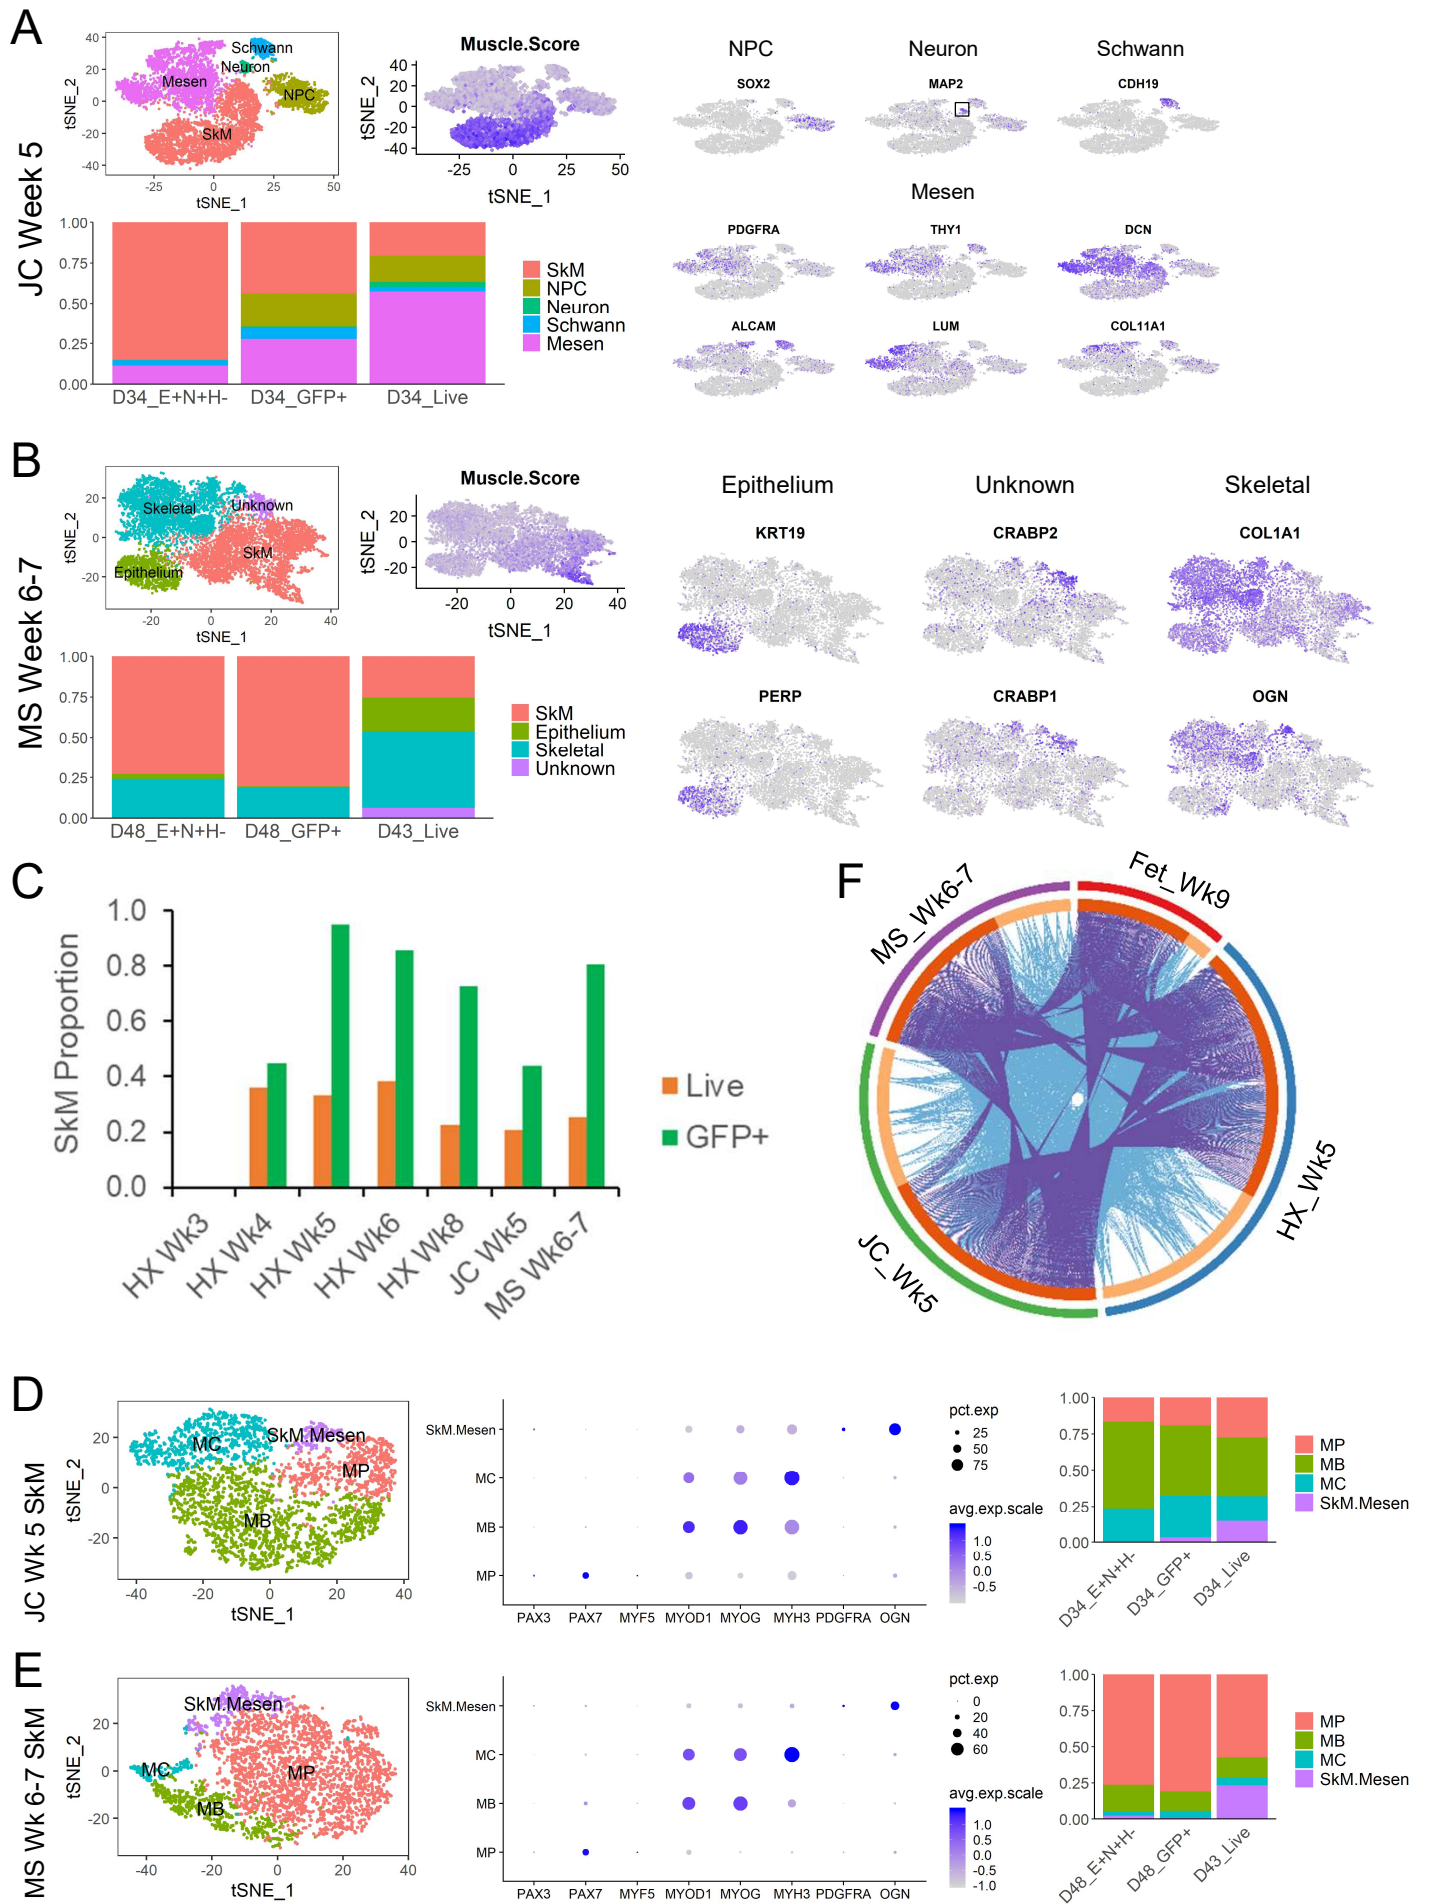 A
JC Week 5
40
20
0
-20
-40
tSNE_2
Schwann
Neuron
Mesen
NPC
SkM
-25
0
25
50
tSNE_1
Muscle.Score
40
20
0
-20
-40
tSNE_2
-25
0
25
50
tSNE_1
NPC
Neuron
Schwann
SOX2
MAP2
CDH19
Mesen
PDGFRA
THY1
DCN
ALCAM
LUM
COL11A1
1.00
0.75
0.50
0.25
0.00
D34_E+N+H-
D34_GFP+
D34_Live
SkM
NPC
Neuron
Schwann
Mesen
B
MS Week 6-7
20
0
-20
tSNE_2
Skeletal
Unknown
SkM
Epithelium
-20
0
20
40
tSNE_1
Muscle.Score
20
0
-20
tSNE_2
-20
0
20
40
tSNE_1
Epithelium
Unknown
Skeletal
KRT19
CRABP2
COL1A1
PERP
CRABP1
OGN
1.00
0.75
0.50
0.25
0.00
D48_E+N+H-
D48_GFP+
D43_Live
SkM
Epithelium
Skeletal
Unknown
C
SkM Proportion
1.0
0.8
0.6
0.4
0.2
0.0
HX Wk3
HX Wk4
HX Wk5
HX Wk6
HX Wk8
JC Wk5
MS Wk6-7
Live
GFP+
F
MS_Wk6-7
Fet_Wk9
HX_Wk5
JC_Wk5
D
JC Wk 5 SkM
20
0
-20
tSNE_2
MC
SkM.Mesen
MP
MB
-40
-20
0
20
40
tSNE_1
SkM.Mesen
MC
MB
MP
PAX3
PAX7
MYF5
MYOD1
MYOG
MYH3
PDGFRA
OGN
pct.exp
25
50
75
avg.exp.scale
1.0
0.5
0.0
-0.5
1.00
0.75
0.50
0.25
0.00
D34_E+N+H-
D34_GFP+
D34_Live
MP
MB
MC
SkM.Mesen
E
MS Wk 6-7 SkM
20
0
-20
tSNE_2
SkM.Mesen
MC
MP
MB
-40
-20
0
20
40
tSNE_1
SkM.Mesen
MC
MB
MP
PAX3
PAX7
MYF5
MYOD1
MYOG
MYH3
PDGFRA
OGN
pct.exp
0
20
40
60
avg.exp.scale
1.0
0.5
0.0
-0.5
-1.0
1.00
0.75
0.50
0.25
0.00
D48_E+N+H-
D48_GFP+
D43_Live
MP
MB
MC
SkM.Mesen